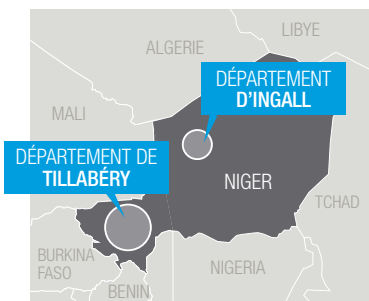 LIBYE
ALGERIE
DÉPARTEMENT
D'INGALL
MALI
DÉPARTEMENT DE
TILLABÉRY
NIGER
TCHAD
BURKINA
FASO
NIGERIA
BENIN